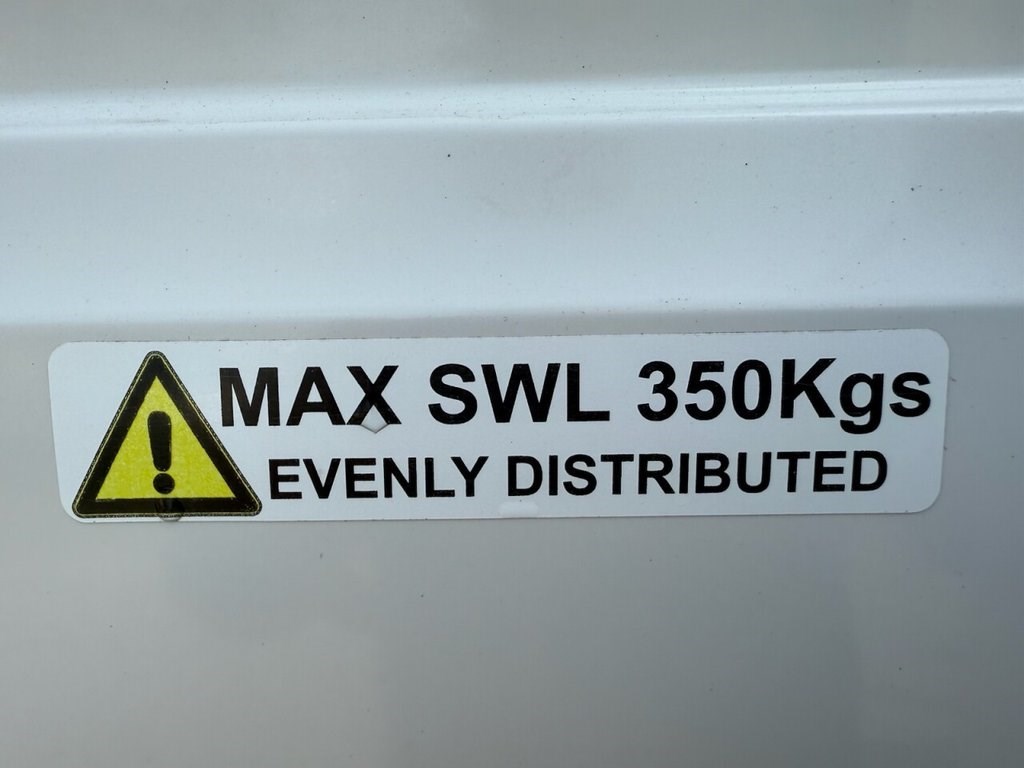 MAX SWL 350Kgs
EVENLY DISTRIBUTED